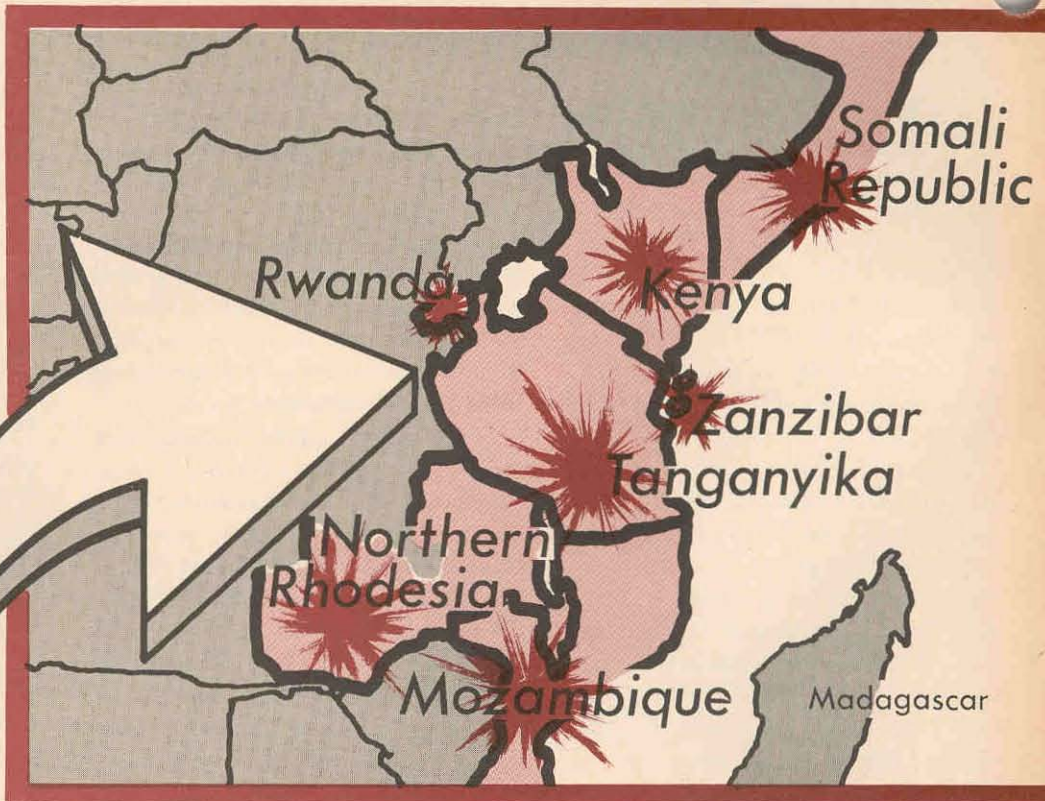 Somali
Republic
Rwanda
Kenya
Zanzibar
Tanganyika
Northern
Rhodesia
Mozambique
Madagascar